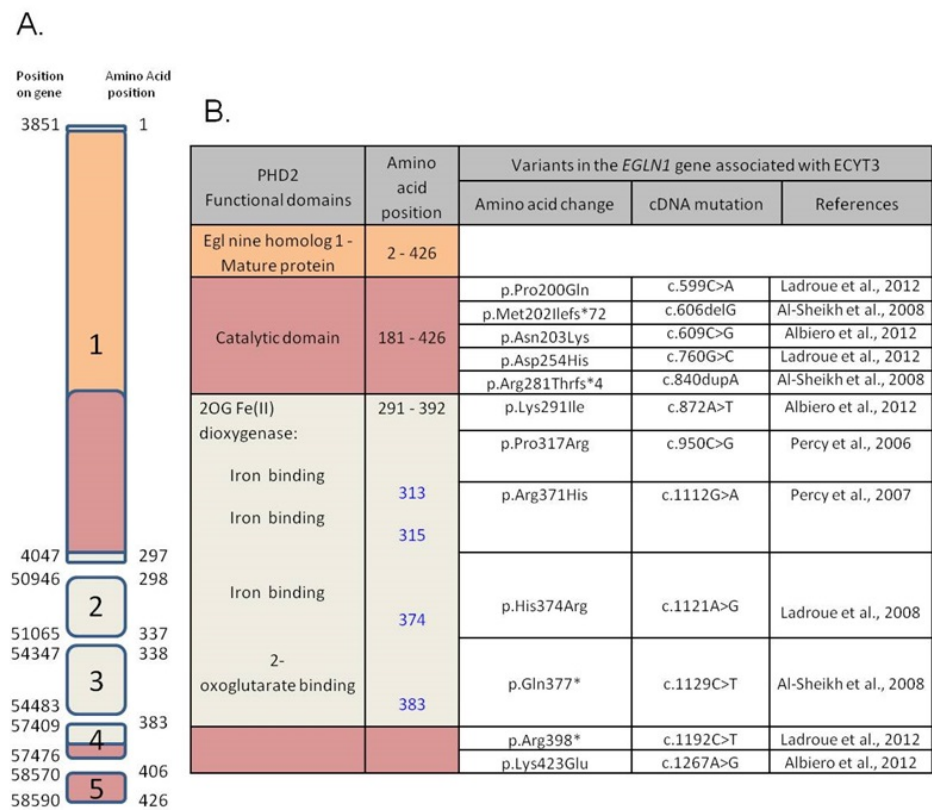 A.
Position
on gene
Amino Acid
position
3851
1
1
4047
297
50946
298
2
51065
337
54347
338
3
54483
57409
383
4
57476
58570
406
5
58590
426
B.
PHD2
Functional domains
Amino
acid
position
Variants in the EGLN1 gene associated with ECYT3
Amino acid change
cDNA mutation
References
Egl nine homolog 1 -
Mature protein
2 - 426
Catalytic domain
181 - 426
p.Pro200Gln
c.599C>A
Ladroue et al., 2012
p.Met202Ilefs*72
c.606delG
Al-Sheikh et al., 2008
p.Asn203Lys
c.609C>G
Albiero et al., 2012
p.Asp254His
c.760G>C
Ladroue et al., 2012
p.Arg281Thrfs*4
c.840dupA
Al-Sheikh et al., 2008
2OG Fe(II)
dioxygenase:
291 - 392
p.Lys291Ile
c.872A>T
Albiero et al., 2012
p.Pro317Arg
c.950C>G
Percy et al., 2006
Iron binding
313
p.Arg371His
c.1112G>A
Percy et al., 2007
Iron binding
315
Iron binding
374
p.His374Arg
c.1121A>G
Ladroue et al., 2008
2-
oxoglutarate binding
383
p.Gln377*
c.1129C>T
Al-Sheikh et al., 2008
p.Arg398*
c.1192C>T
Ladroue et al., 2012
p.Lys423Glu
c.1267A>G
Albiero et al., 2012